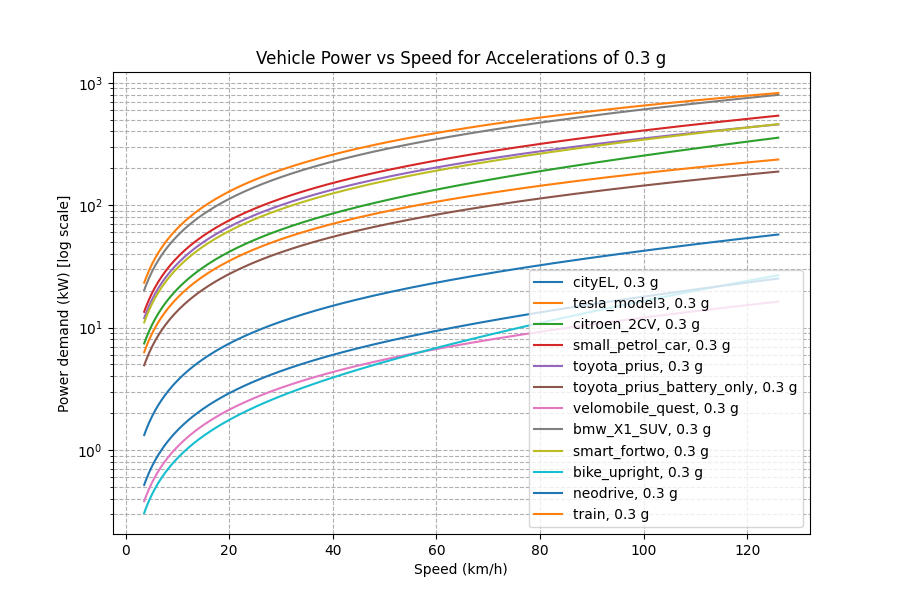 Vehicle Power vs Speed for Accelerations of 0.3 g
Power demand (kW) [log scale]
10³
10²
10¹
10⁰
cityEL, 0.3 g
tesla_model3, 0.3 g
citroen_2CV, 0.3 g
small_petrol_car, 0.3 g
toyota_prius, 0.3 g
toyota_prius_battery_only, 0.3 g
velomobile_quest, 0.3 g
bmw_X1_SUV, 0.3 g
smart_fortwo, 0.3 g
bike_upright, 0.3 g
neodrive, 0.3 g
train, 0.3 g
0 20 40 60 80 100 120
Speed (km/h)